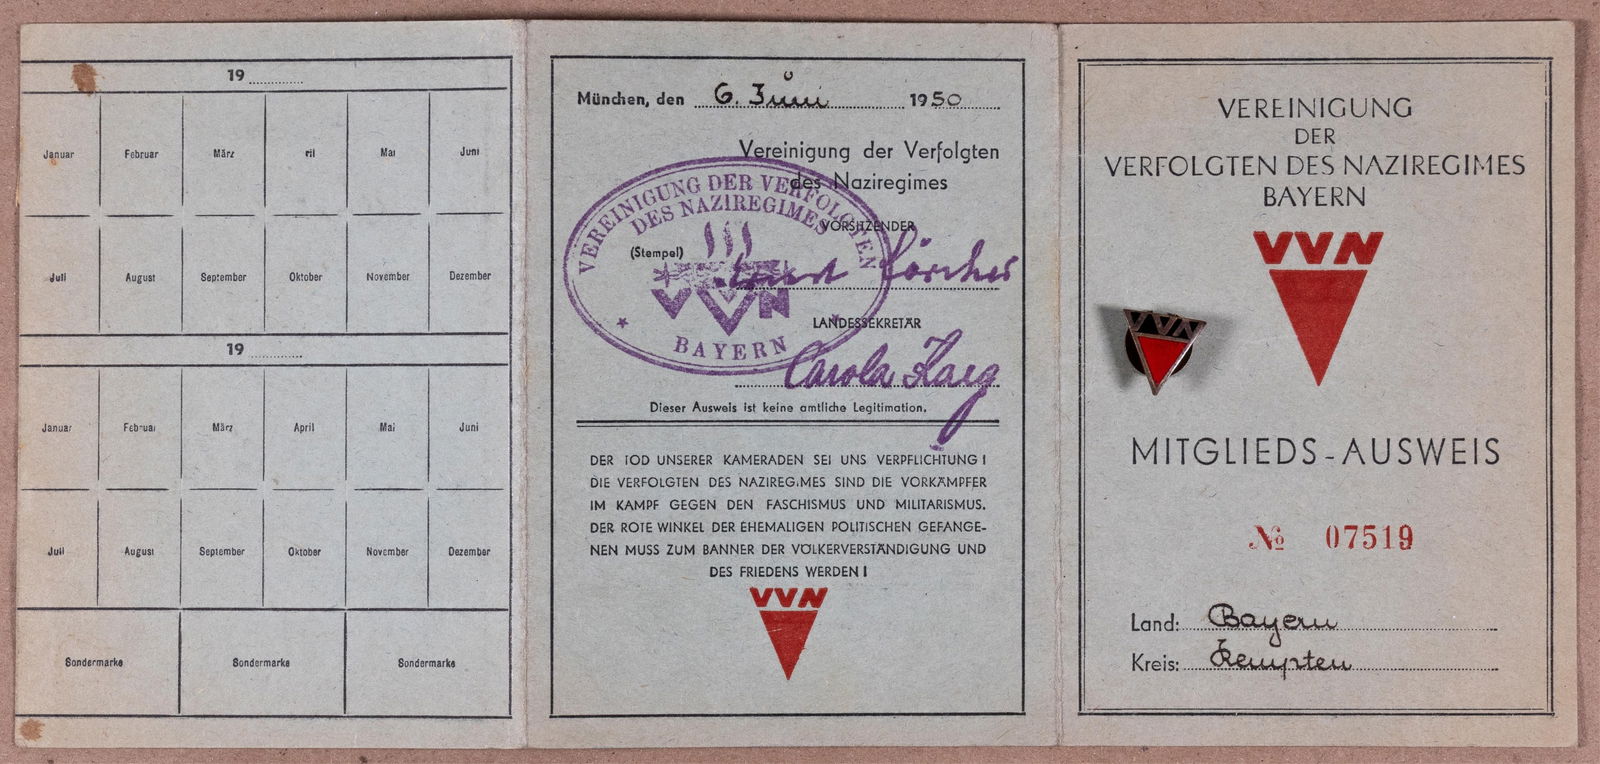 19
Januar Februar März ril Mai Juni
Juli August September Oktober November Dezember
19
Januar Februar März April Mai Juni
Juli August September Oktober November Dezember
Sondermarke Sondermarke Sondermarke
München, den 6. Juni 1950
Vereinigung der Verfolgten
des Naziregimes
VORSITZENDER
(Stempel)
VEREINIGUNG DER VERFOLGTEN
DES NAZIREGIMES
VVN
BAYERN
LANDESSEKRETÄR
Carola Karg
Dieser Ausweis ist keine amtliche Legitimation.
DER TOD UNSERER KAMERADEN SEI UNS VERPFLICHTUNG!
DIE VERFOLGTEN DES NAZIREGIMES SIND DIE VORKÄMPFER
IM KAMPF GEGEN DEN FASCHISMUS UND MILITARISMUS.
DER ROTE WINKEL DER EHEMALIGEN POLITISCHEN GEFANGE-
NEN MUSS ZUM BANNER DER VÖLKERVERSTÄNDIGUNG UND
DES FRIEDENS WERDEN!
VVN
VEREINIGUNG
DER
VERFOLGTEN DES NAZIREGIMES
BAYERN
VVN
VVN
MITGLIEDS-AUSWEIS
№ 07519
Land: Bayern
Kreis: Kempten